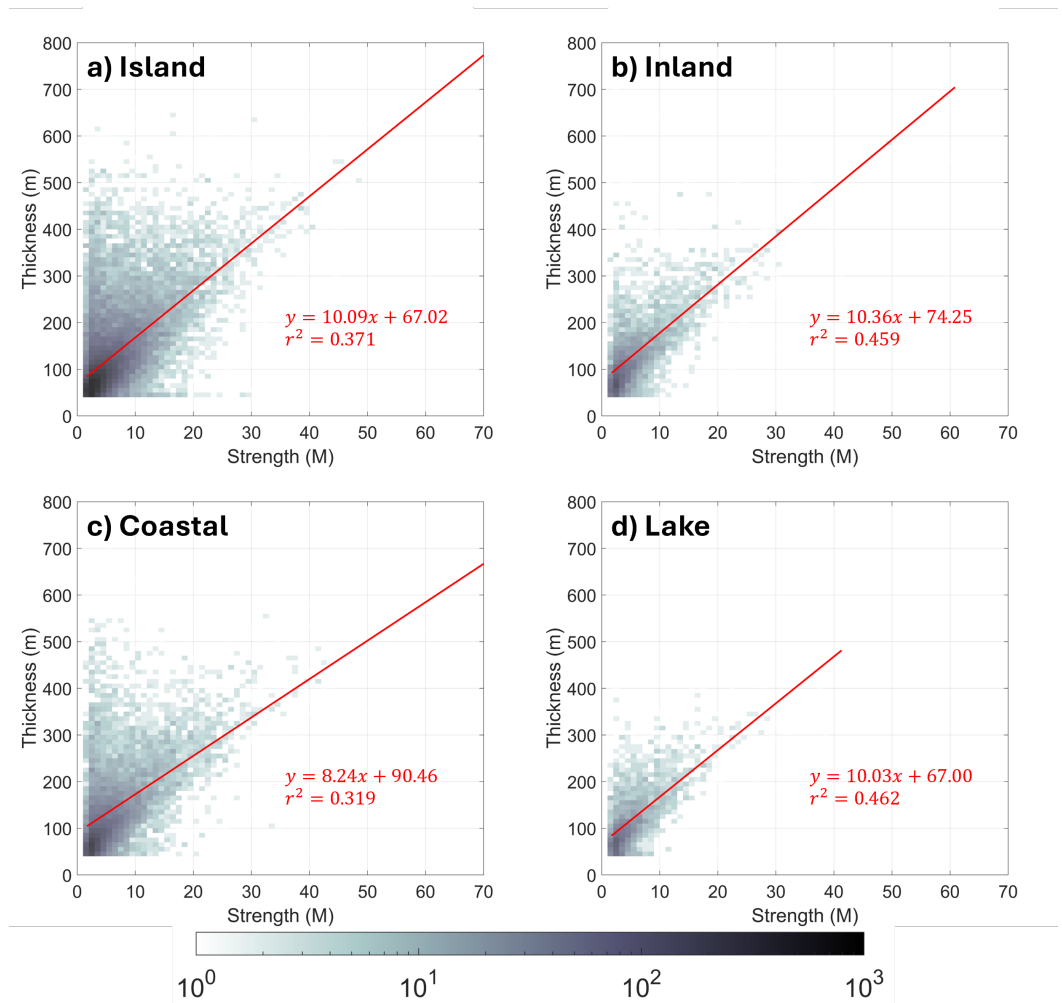 a) Island
800
700
600
500
400
300
200
100
0
Thickness (m)
0 10 20 30 40 50 60 70
Strength (M)
y = 10.09x + 67.02
r² = 0.371
b) Inland
800
700
600
500
400
300
200
100
0
Thickness (m)
0 10 20 30 40 50 60 70
Strength (M)
y = 10.36x + 74.25
r² = 0.459
c) Coastal
800
700
600
500
400
300
200
100
0
Thickness (m)
0 10 20 30 40 50 60 70
Strength (M)
y = 8.24x + 90.46
r² = 0.319
d) Lake
800
700
600
500
400
300
200
100
0
Thickness (m)
0 10 20 30 40 50 60 70
Strength (M)
y = 10.03x + 67.00
r² = 0.462
10⁰ 10¹ 10² 10³